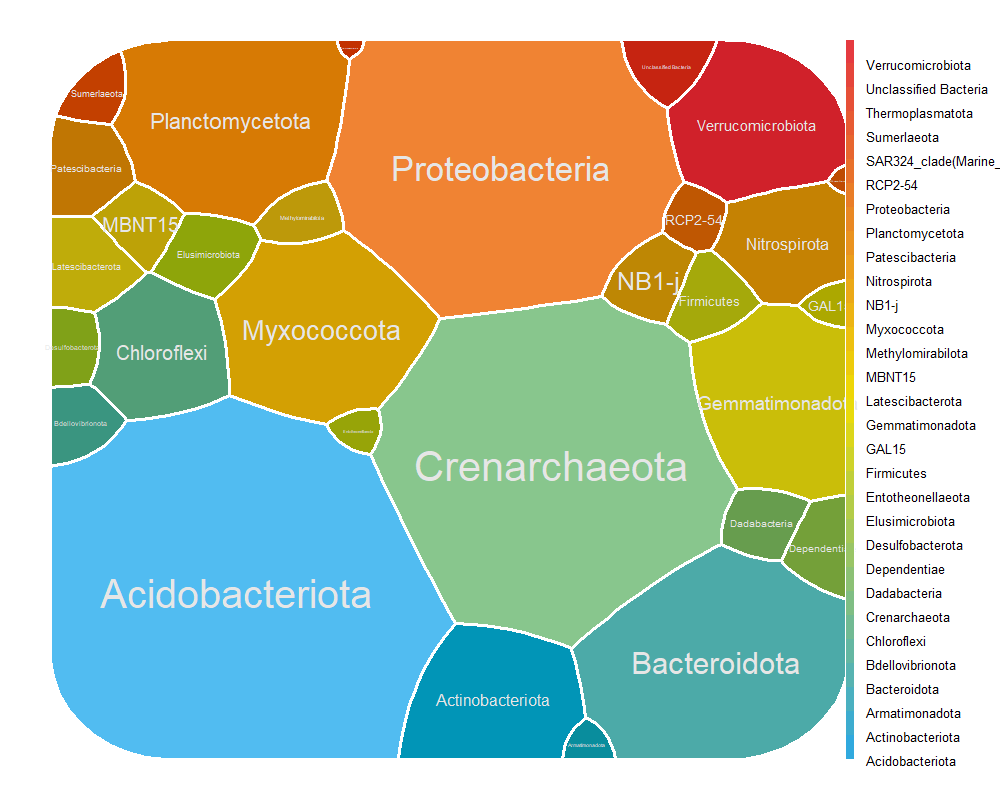 Sumerlaeota
Planctomycetota
Unclassified Bacteria
Verrucomicrobiota
Proteobacteria
Patescibacteria
MBNT15
Methylomirabilota
RCP2-54
Nitrospirota
Elusimicrobiota
Latescibacterota
NB1-j
Firmicutes
GAL1
Myxococcota
Chloroflexi
Desulfobacterota
Gemmatimonadota
Bdellovibrionota
Entotheonellaeota
Crenarchaeota
Dadabacteria
Dependentia
Acidobacteriota
Bacteroidota
Actinobacteriota
Armatimonadota
Verrucomicrobiota
Unclassified Bacteria
Thermoplasmatota
Sumerlaeota
SAR324_clade(Marine_
RCP2-54
Proteobacteria
Planctomycetota
Patescibacteria
Nitrospirota
NB1-j
Myxococcota
Methylomirabilota
MBNT15
Latescibacterota
Gemmatimonadota
GAL15
Firmicutes
Entotheonellaeota
Elusimicrobiota
Desulfobacterota
Dependentiae
Dadabacteria
Crenarchaeota
Chloroflexi
Bdellovibrionota
Bacteroidota
Armatimonadota
Actinobacteriota
Acidobacteriota